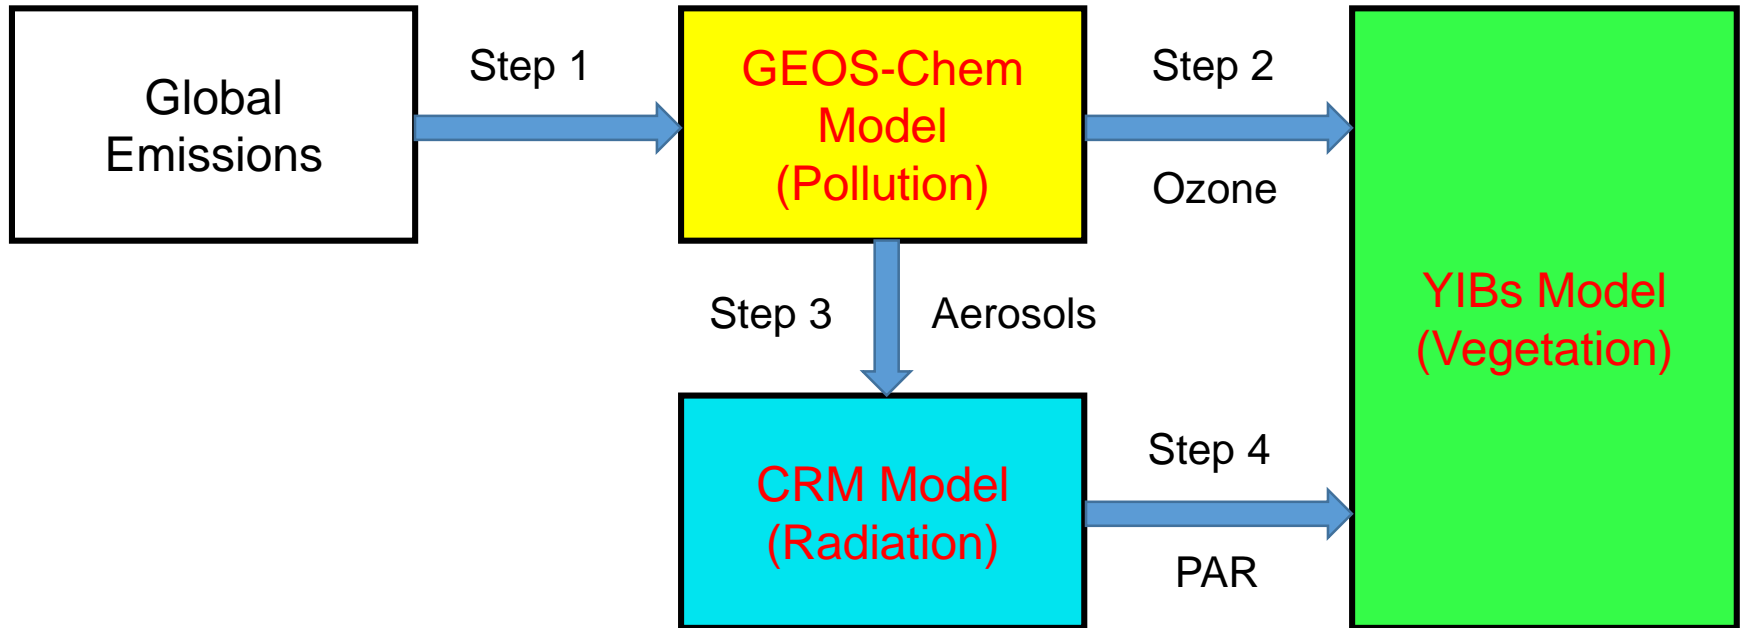 Global
Emissions
Step 1
GEOS-Chem
Model
(Pollution)
Step 2
Ozone
Step 3
Aerosols
CRM Model
(Radiation)
Step 4
PAR
YIBs Model
(Vegetation)